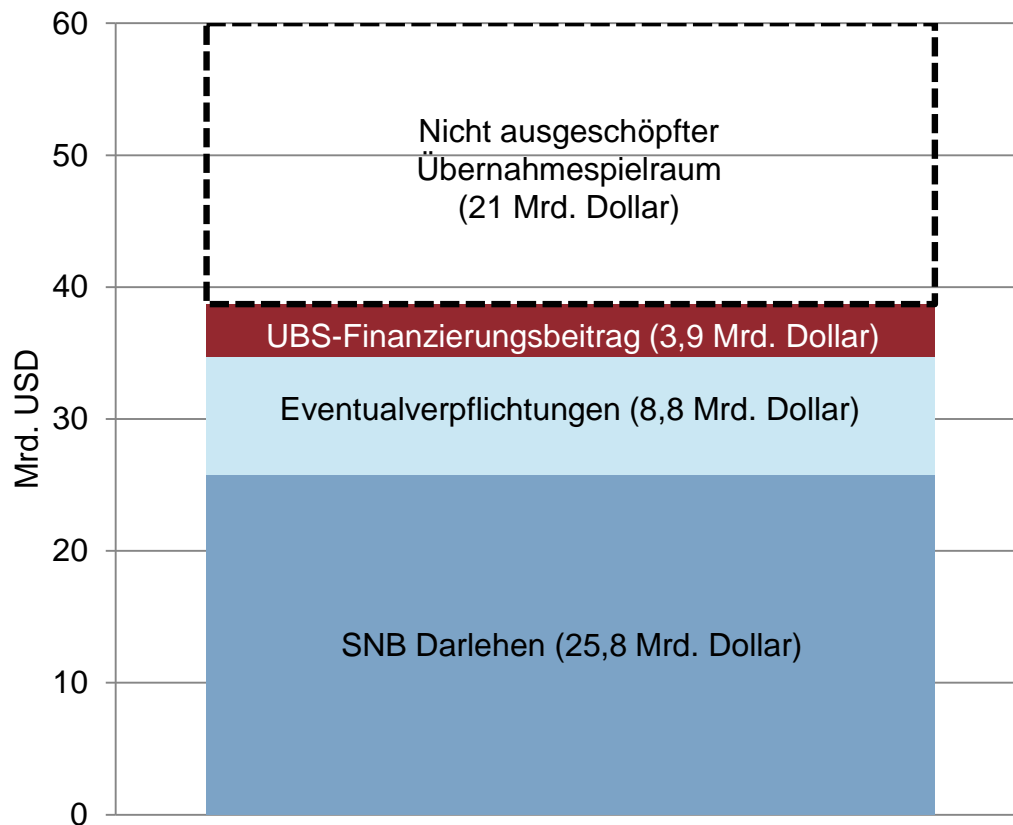 60
50
40
30
20
10
0
Mrd. USD
Nicht ausgeschöpfter
Übernahmespielraum
(21 Mrd. Dollar)
UBS-Finanzierungsbeitrag (3,9 Mrd. Dollar)
Eventualverpflichtungen (8,8 Mrd. Dollar)
SNB Darlehen (25,8 Mrd. Dollar)